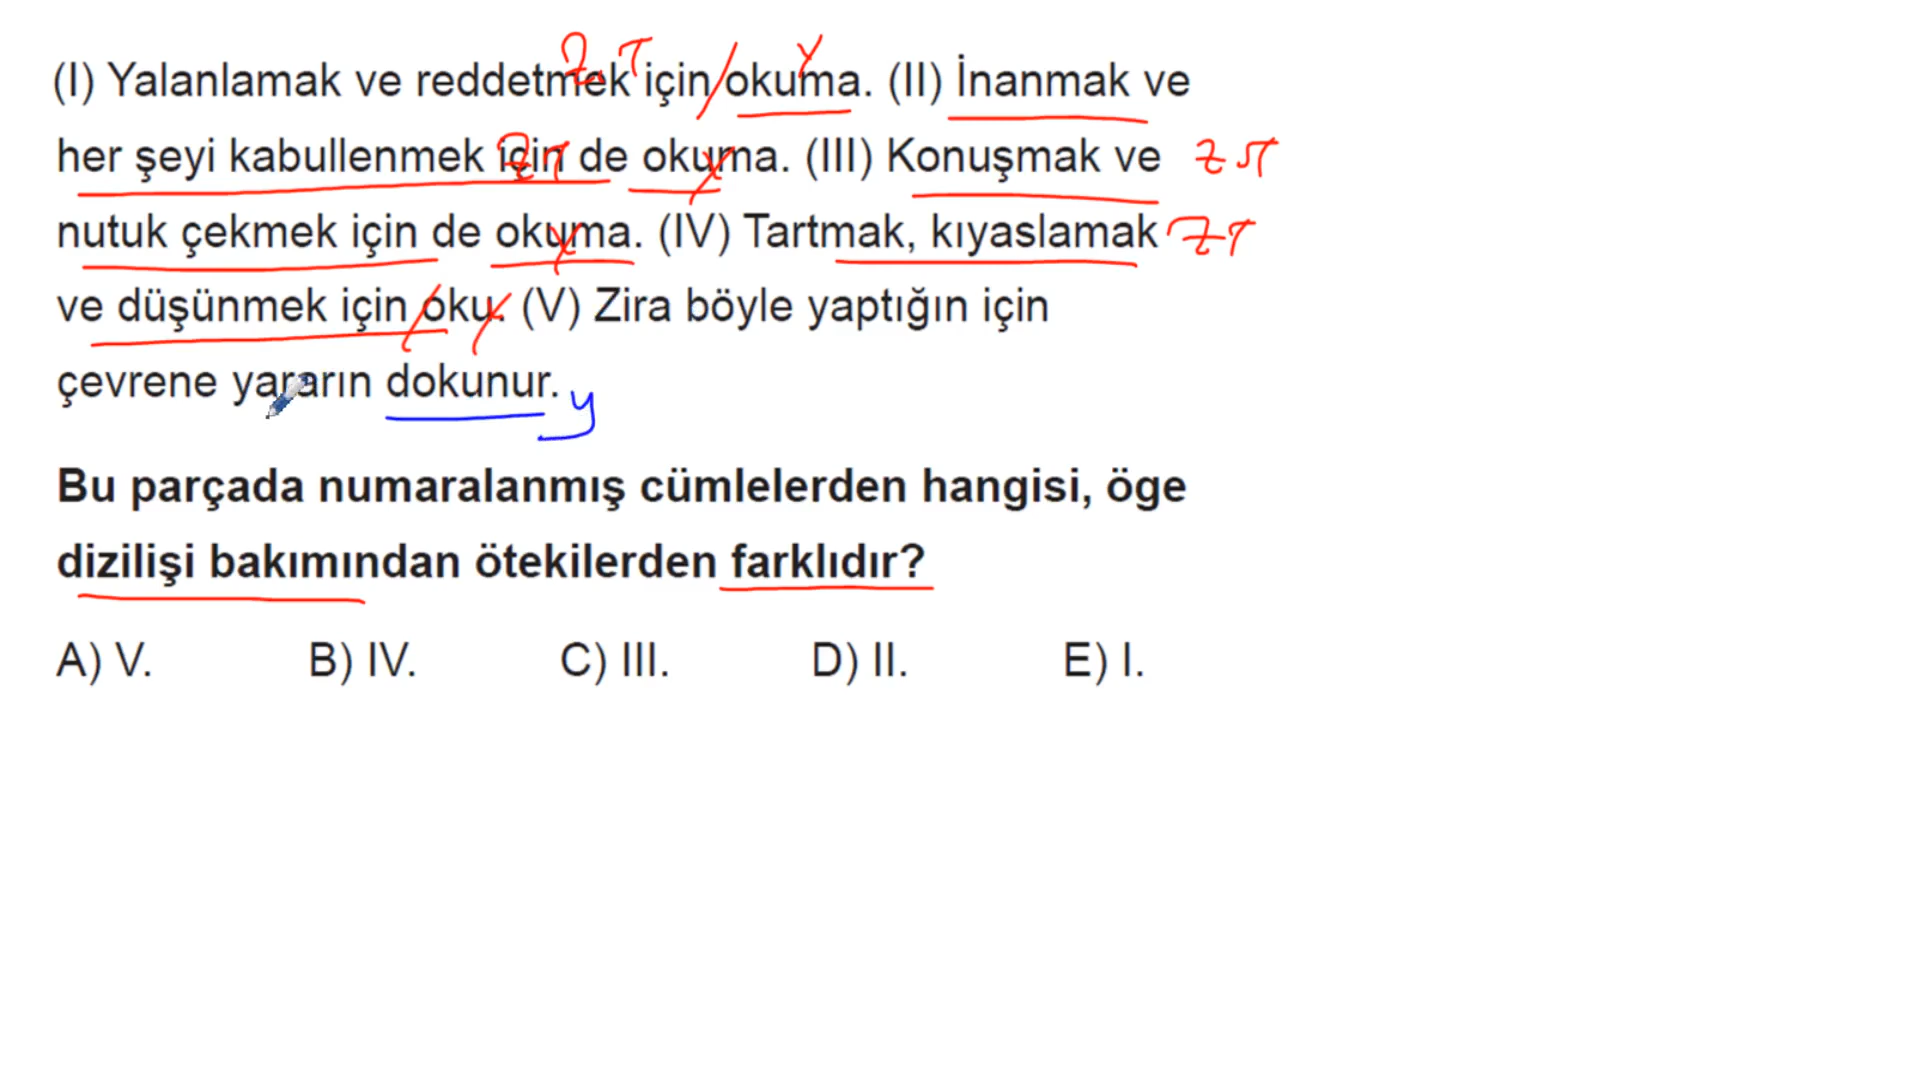 (I) Yalanlamak ve reddetmek için okuma. (II) İnanmak ve
her şeyi kabullenmek için de okuma. (III) Konuşmak ve
nutuk çekmek için de okuma. (IV) Tartmak, kıyaslamak
ve düşünmek için oku. (V) Zira böyle yaptığın için
çevrene yararın dokunur. y
Bu parçada numaralanmış cümlelerden hangisi, öge
dizilişi bakımından ötekilerden farklıdır?
A) V. B) IV. C) III. D) II. E) I.